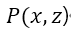 P(x, z)